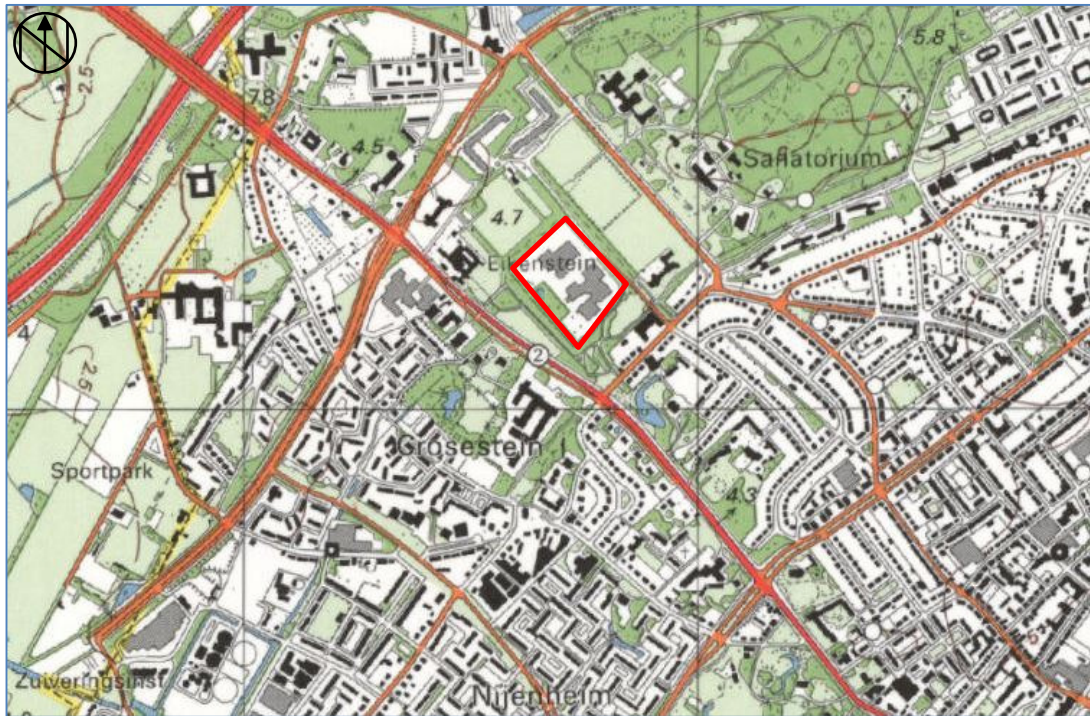 N
5.8
2.5
7.8
4.5
Sanatorium
4.7
Eikenstein
4
2
2.5
Grosestein I
Sportpark
4.3
5
Zuiveringsinst
Nijenheim